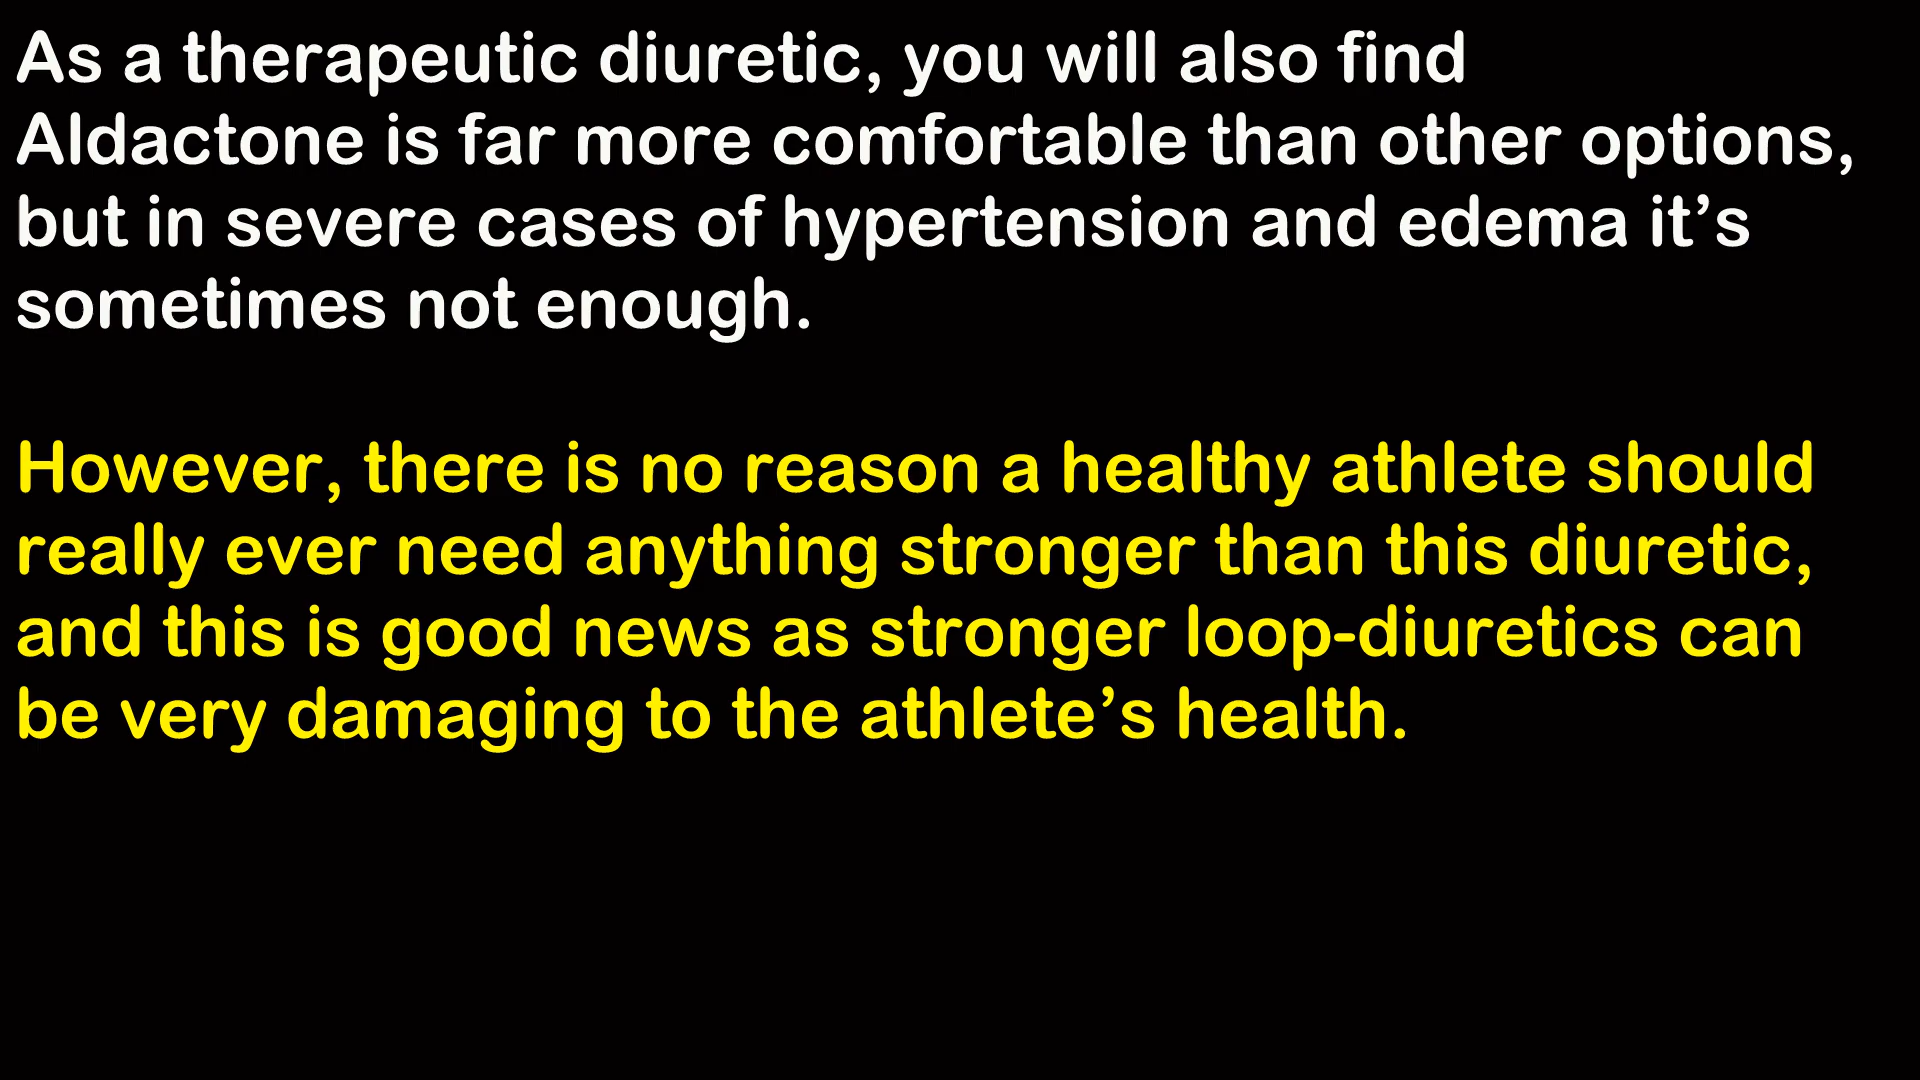 As a therapeutic diuretic, you will also find
Aldactone is far more comfortable than other options,
but in severe cases of hypertension and edema it’s
sometimes not enough.
However, there is no reason a healthy athlete should
really ever need anything stronger than this diuretic,
and this is good news as stronger loop-diuretics can
be very damaging to the athlete’s health.